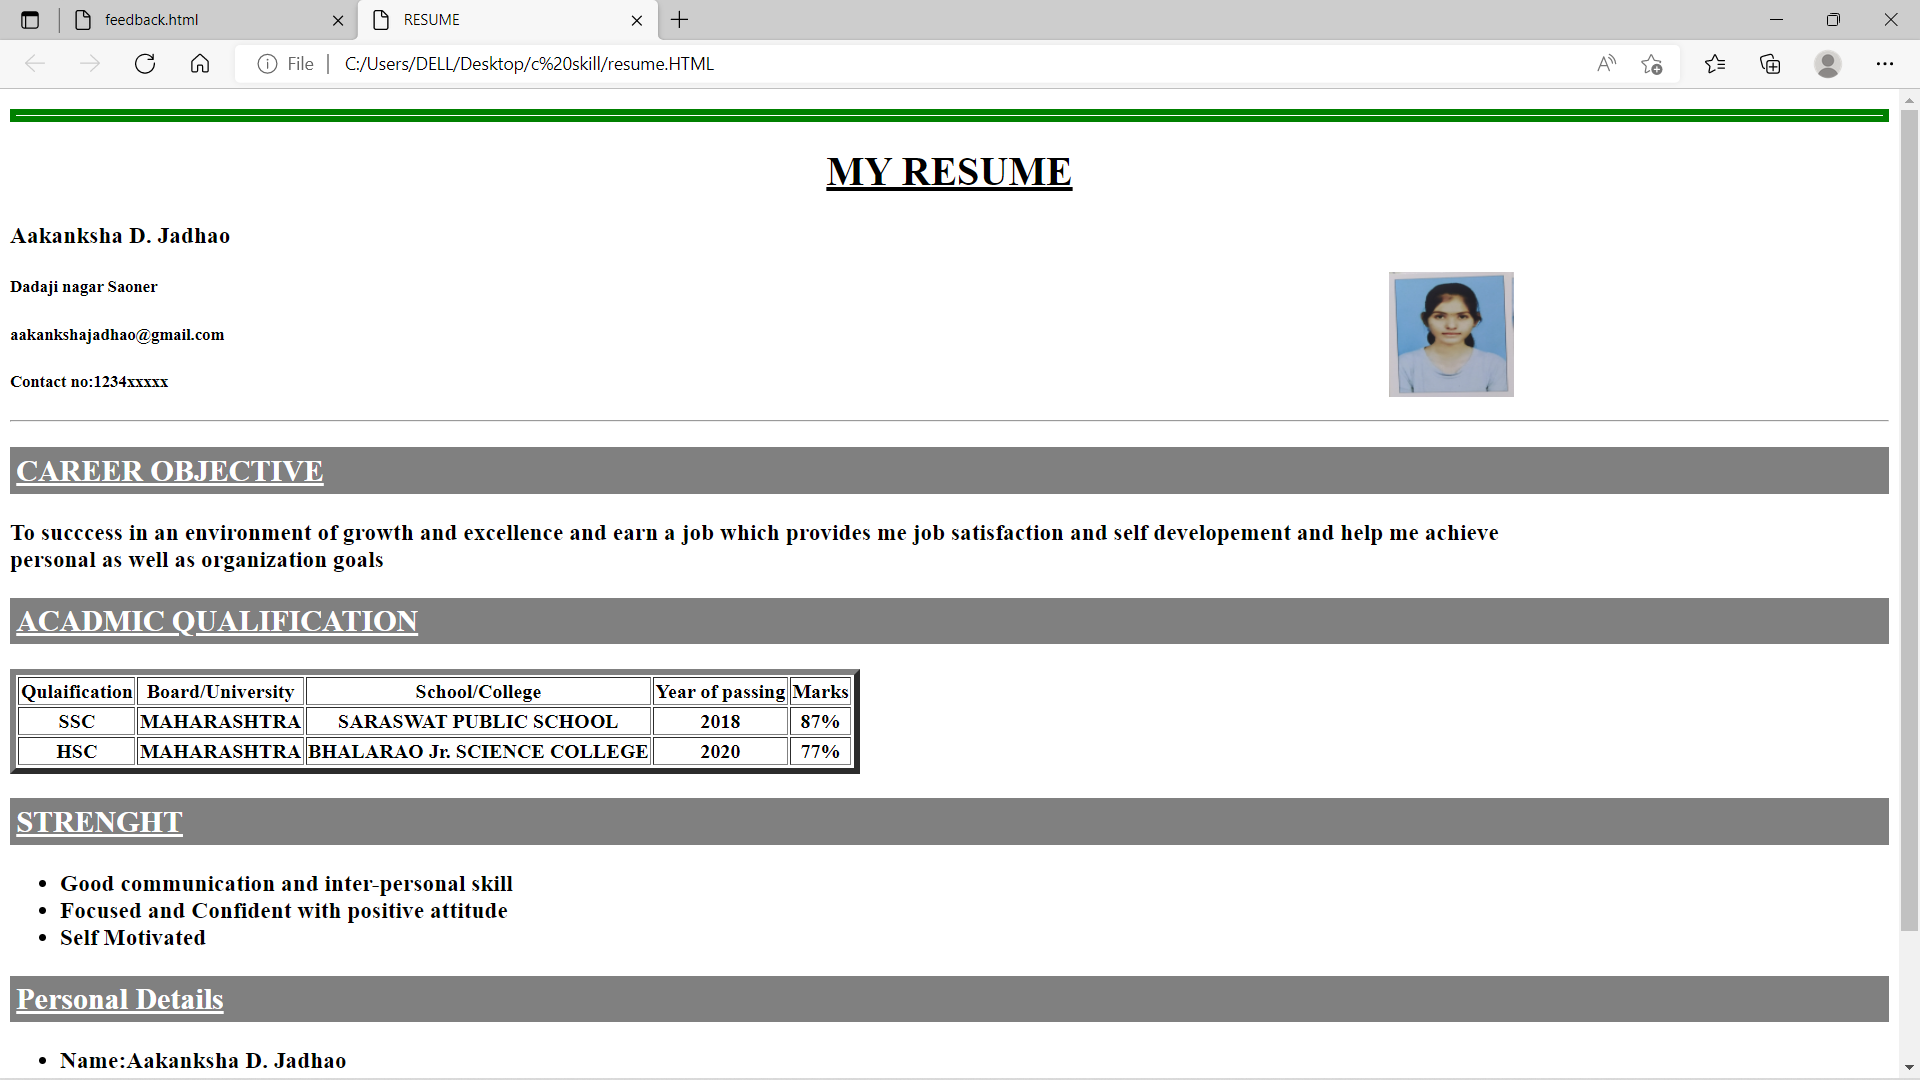 feedback.html
RESUME
File
C:/Users/DELL/Desktop/c%20skill/resume.HTML
MY RESUME
Aakanksha D. Jadhao
Dadaji nagar Saoner
aakankshajadhao@gmail.com
Contact no:1234xxxxx
CAREER OBJECTIVE
To succcess in an environment of growth and excellence and earn a job which provides me job satisfaction and self developement and help me achieve
personal as well as organization goals
ACADMIC QUALIFICATION
Qulaification Board/University School/College Year of passing Marks
SSC MAHARASHTRA SARASWAT PUBLIC SCHOOL 2018 87%
HSC MAHARASHTRA BHALARAO Jr. SCIENCE COLLEGE 2020 77%
STRENGHT
• Good communication and inter-personal skill
• Focused and Confident with positive attitude
• Self Motivated
Personal Details
• Name:Aakanksha D. Jadhao